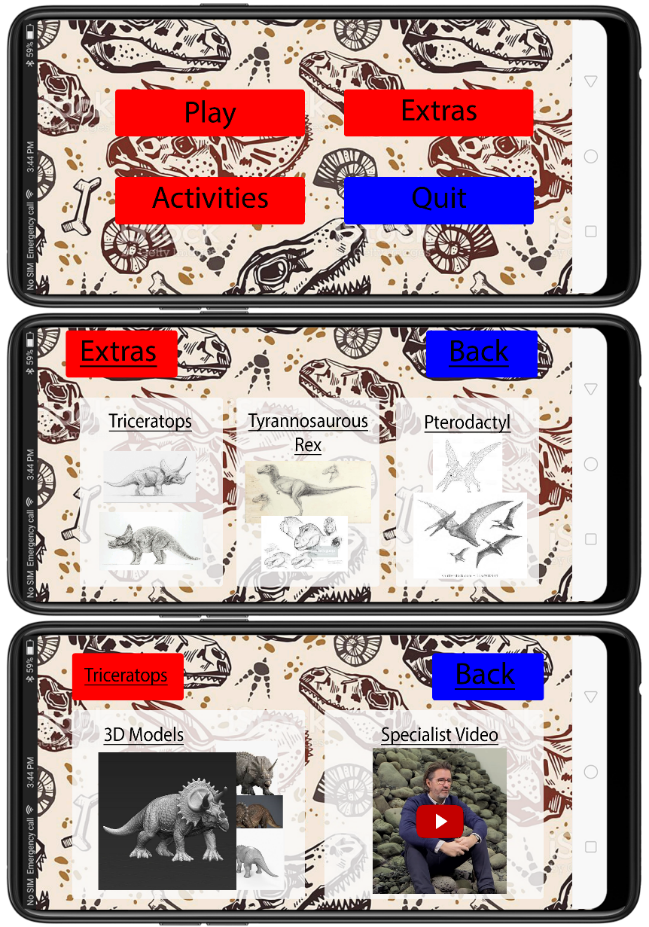 59%
3:44 PM
No SIM Emergency call
Play
Extras
Activities
Quit
59%
3:44 PM
No SIM Emergency call
Extras
Back
Triceratops
Tyrannosaurous
Rex
Pterodactyl
59%
3:44 PM
No SIM Emergency call
Triceratops
Back
3D Models
Specialist Video